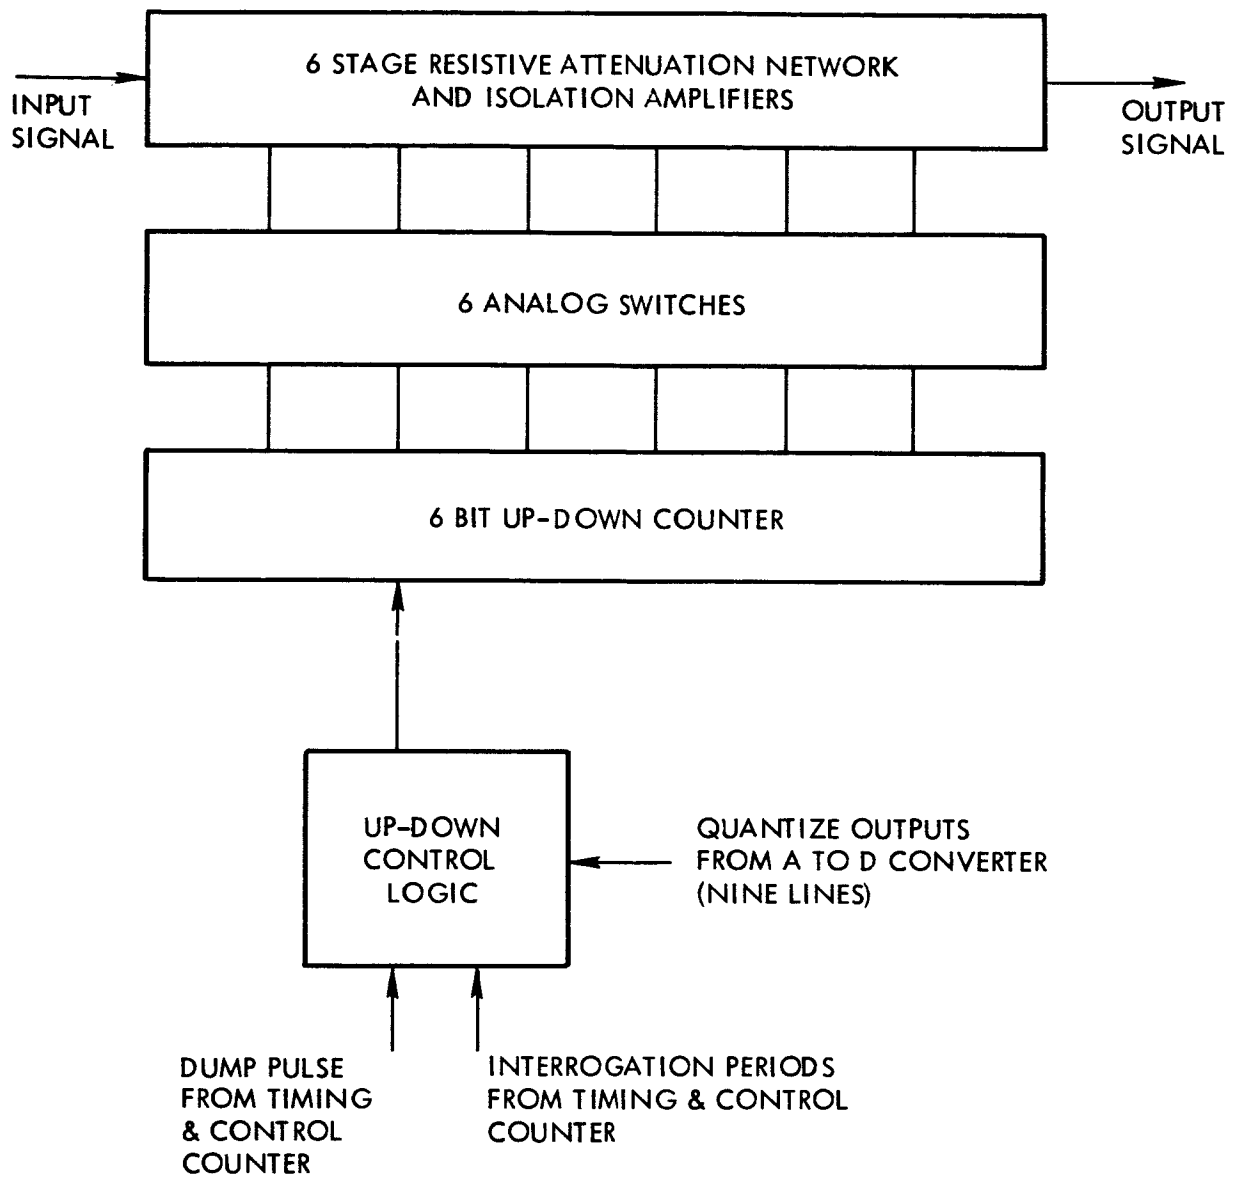 6 STAGE RESISTIVE ATTENUATION NETWORK
AND ISOLATION AMPLIFIERS
INPUT
SIGNAL
OUTPUT
SIGNAL
6 ANALOG SWITCHES
6 BIT UP-DOWN COUNTER
UP-DOWN
CONTROL
LOGIC
QUANTIZE OUTPUTS
FROM A TO D CONVERTER
(NINE LINES)
DUMP PULSE
FROM TIMING
& CONTROL
COUNTER
INTERROGATION PERIODS
FROM TIMING & CONTROL
COUNTER